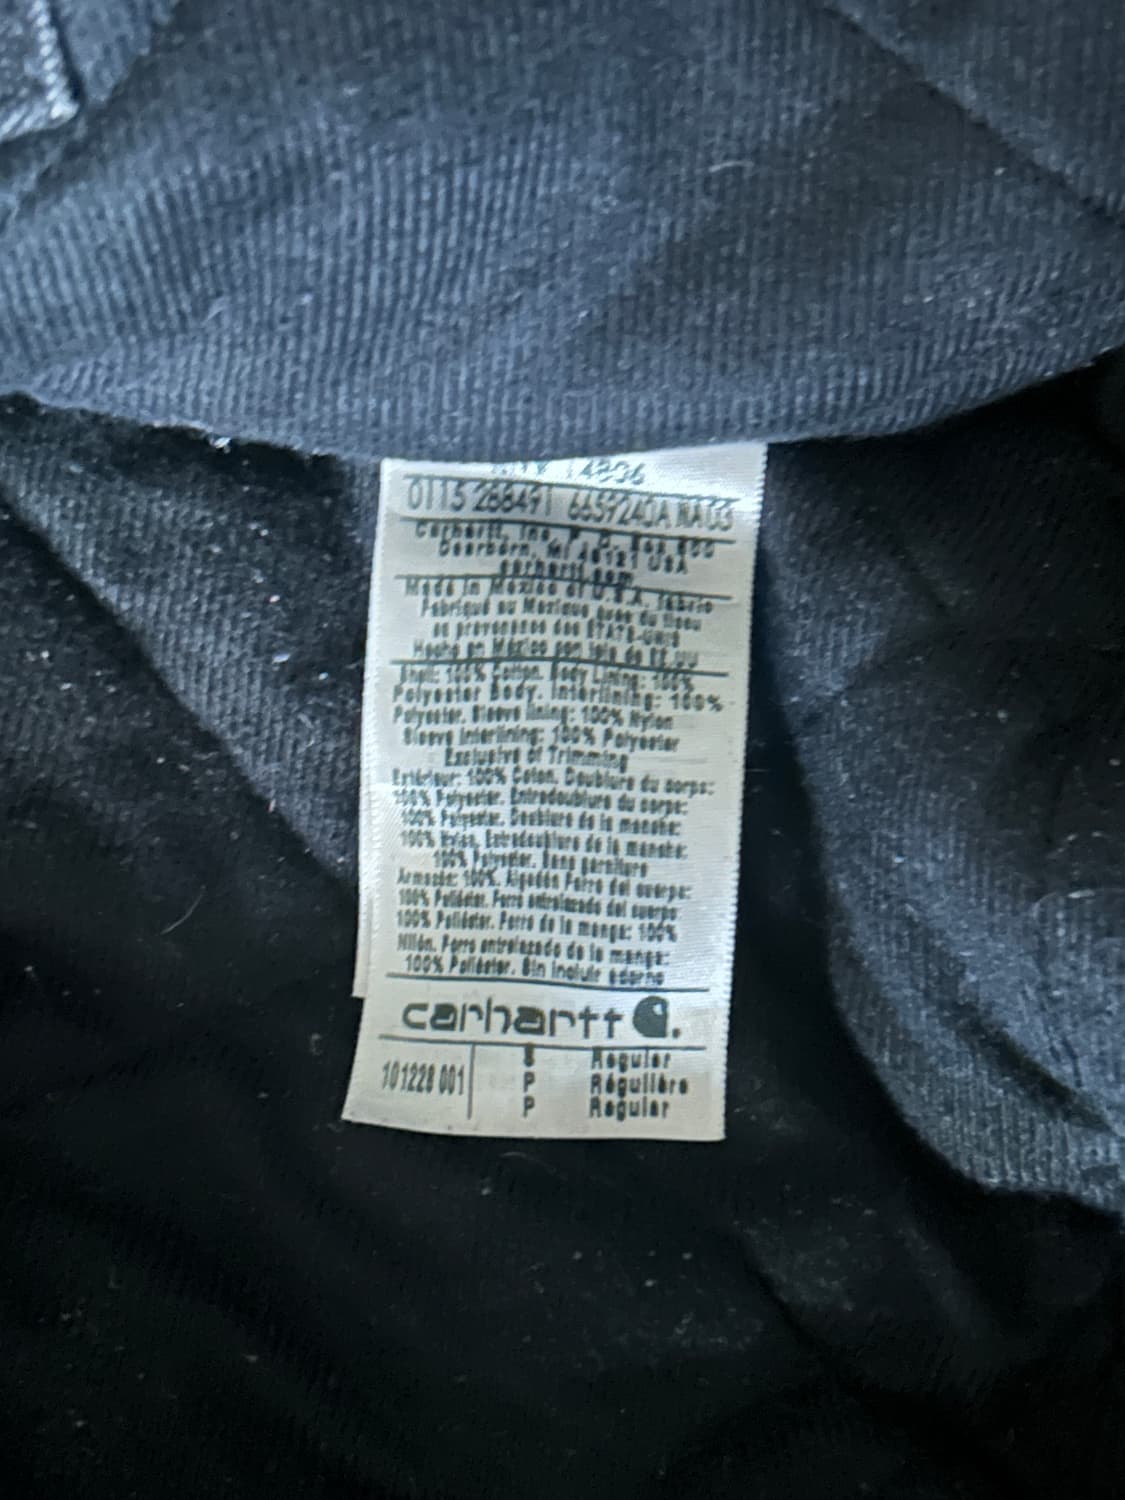 14806
0115 288491 6659240A NA03
Carhartt, Inc. P.O. Box 600
Dearborn, MI 48121 USA
carhartt.com
Made in Mexico of U.S.A. fabric
Fabriqué au Mexique avec du tissu
en provenance des ÉTATS-UNIS
Hecho en México con tela de EE.UU
Shell: 100% Cotton. Body Lining: 100%
Polyester Body. Interlining: 100%
Polyester. Sleeve lining: 100% Nylon
Sleeve Interlining: 100% Polyester
Exclusive of Trimming
Extérieur: 100% Coton. Doublure du corps:
100% Polyester. Entredoublure du corps:
100% Polyester. Doublure de la manche:
100% Nylon. Entredoublure de la manche:
100% Polyester. Sans garniture
Armazón: 100%. Algodón Forro del cuerpo:
100% Poliéster. Forro entrelazado del cuerpo
100% Poliéster. Forro de la manga: 100%
Nilón. Forro entrelazado de la manga:
100% Poliéster. Sin incluir adorno
carhartt
101228 001
S Regular
P Régulière
P Regular